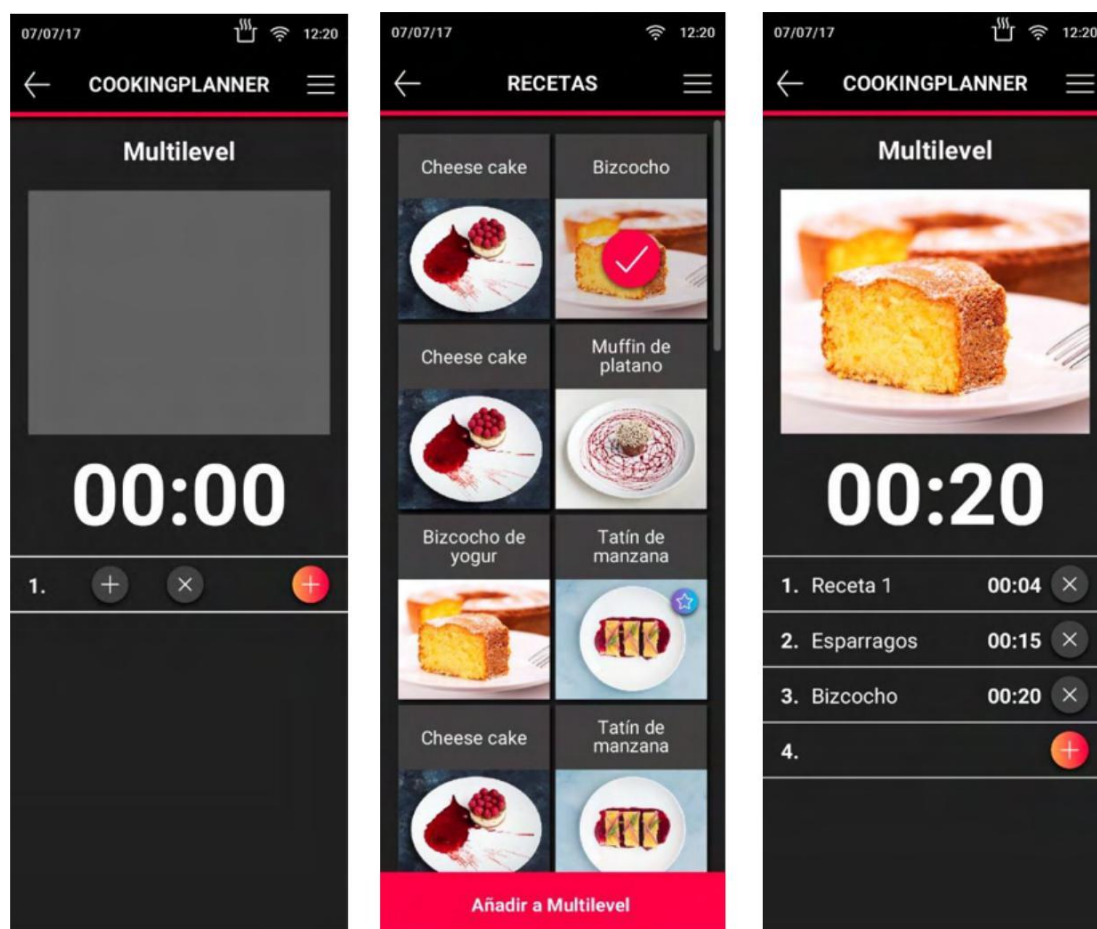 07/07/17 12:20
COOKINGPLANNER
Multilevel
00:00
1.
07/07/17 12:20
RECETAS
Cheese cake
Bizcocho
Cheese cake
Muffin de
platano
Bizcocho de
yogur
Tatín de
manzana
Cheese cake
Tatín de
manzana
Añadir a Multilevel
07/07/17 12:20
COOKINGPLANNER
Multilevel
00:20
1. Receta 1 00:04
2. Esparragos 00:15
3. Bizcocho 00:20
4.